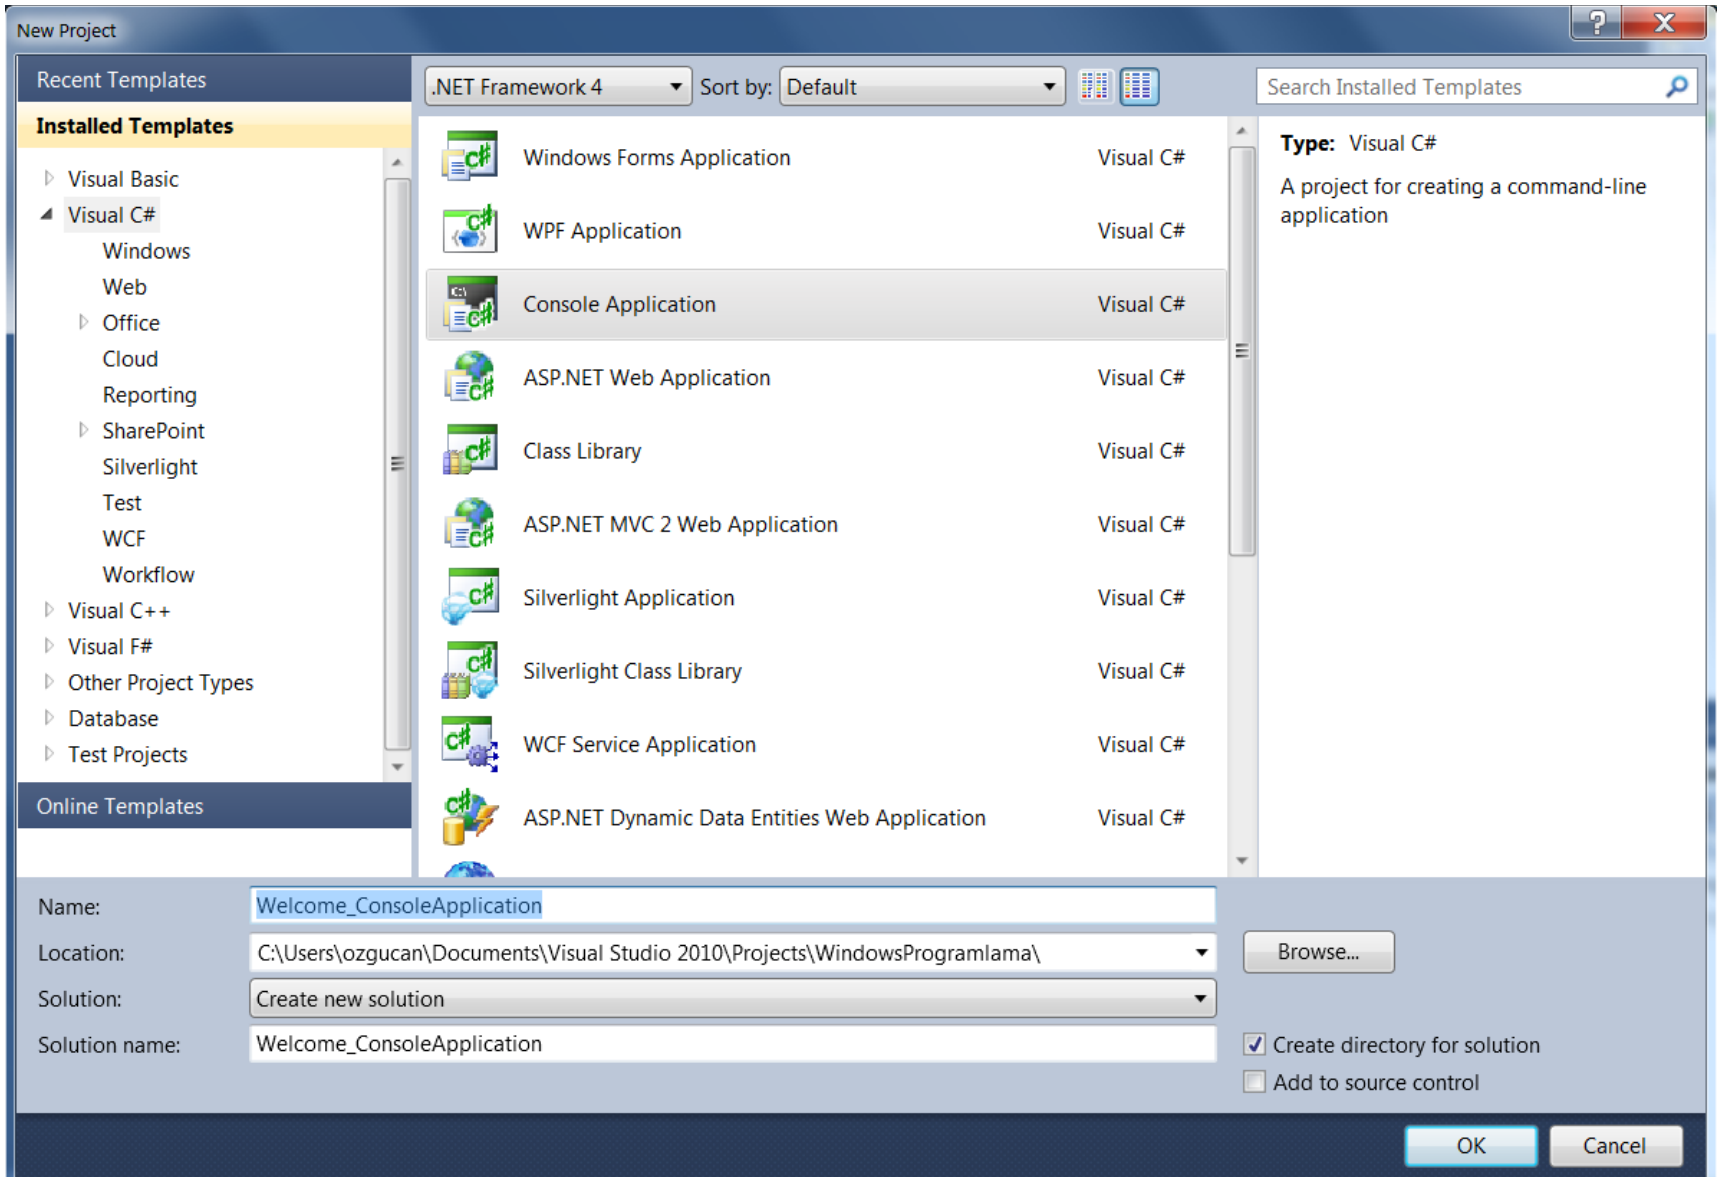 New Project
Recent Templates
Installed Templates
Visual Basic
Visual C#
Windows
Web
Office
Cloud
Reporting
SharePoint
Silverlight
Test
WCF
Workflow
Visual C++
Visual F#
Other Project Types
Database
Test Projects
Online Templates
.NET Framework 4 Sort by: Default
Windows Forms Application Visual C#
WPF Application Visual C#
Console Application Visual C#
ASP.NET Web Application Visual C#
Class Library Visual C#
ASP.NET MVC 2 Web Application Visual C#
Silverlight Application Visual C#
Silverlight Class Library Visual C#
WCF Service Application Visual C#
ASP.NET Dynamic Data Entities Web Application Visual C#
Search Installed Templates
Type: Visual C#
A project for creating a command-line
application
Name: Welcome_ConsoleApplication
Location: C:\Users\ozgucan\Documents\Visual Studio 2010\Projects\WindowsProgramlama\ Browse...
Solution: Create new solution
Solution name: Welcome_ConsoleApplication
Create directory for solution
Add to source control
OK Cancel